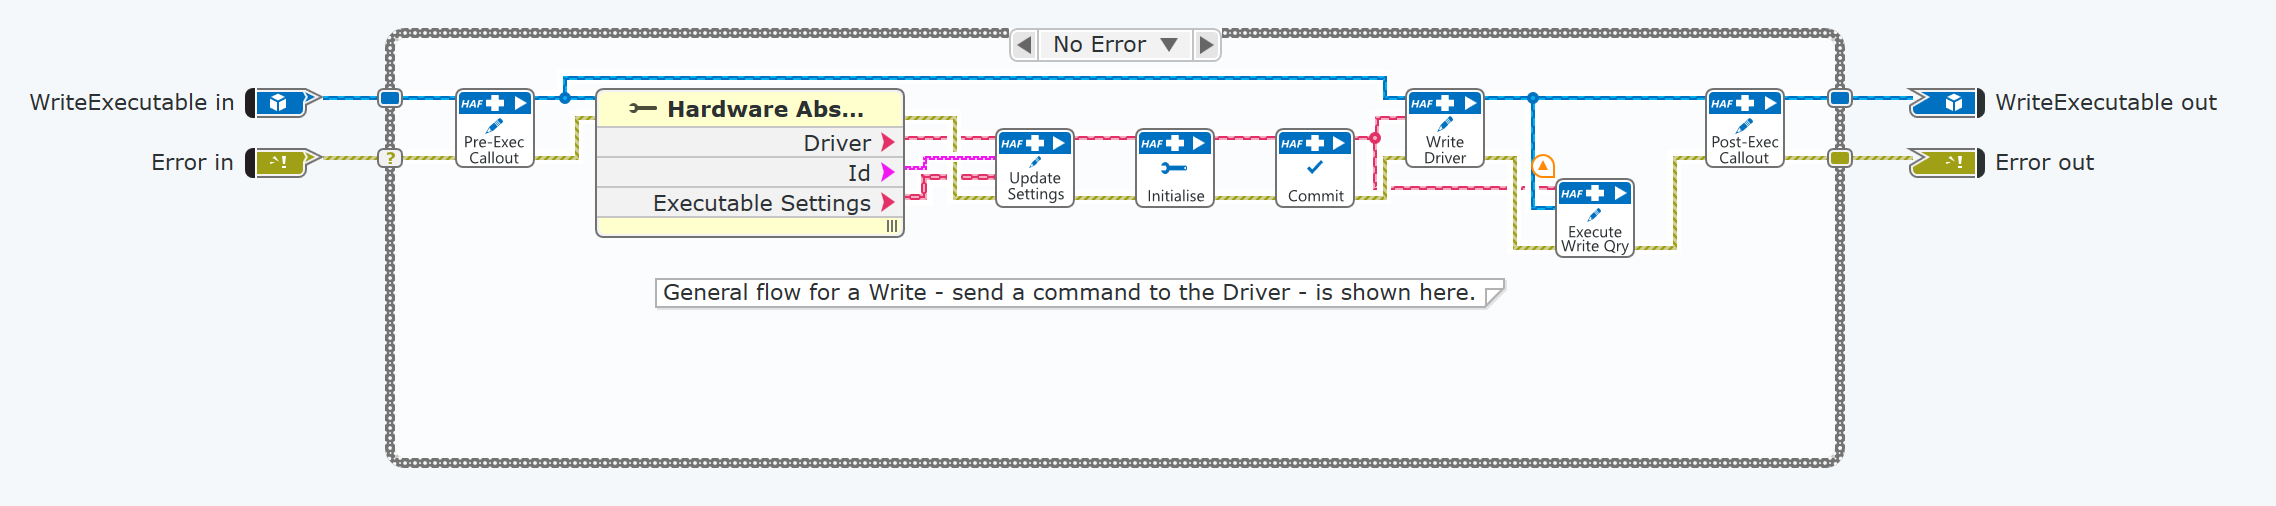 No Error
WriteExecutable in
WriteExecutable out
Error in
?
Error out
HAF
Pre-Exec
Callout
Hardware Abs...
Driver
Id
Executable Settings
HAF
Update
Settings
HAF
Initialise
HAF
Commit
HAF
Write
Driver
HAF
Execute
Write Qry
HAF
Post-Exec
Callout
General flow for a Write - send a command to the Driver - is shown here.